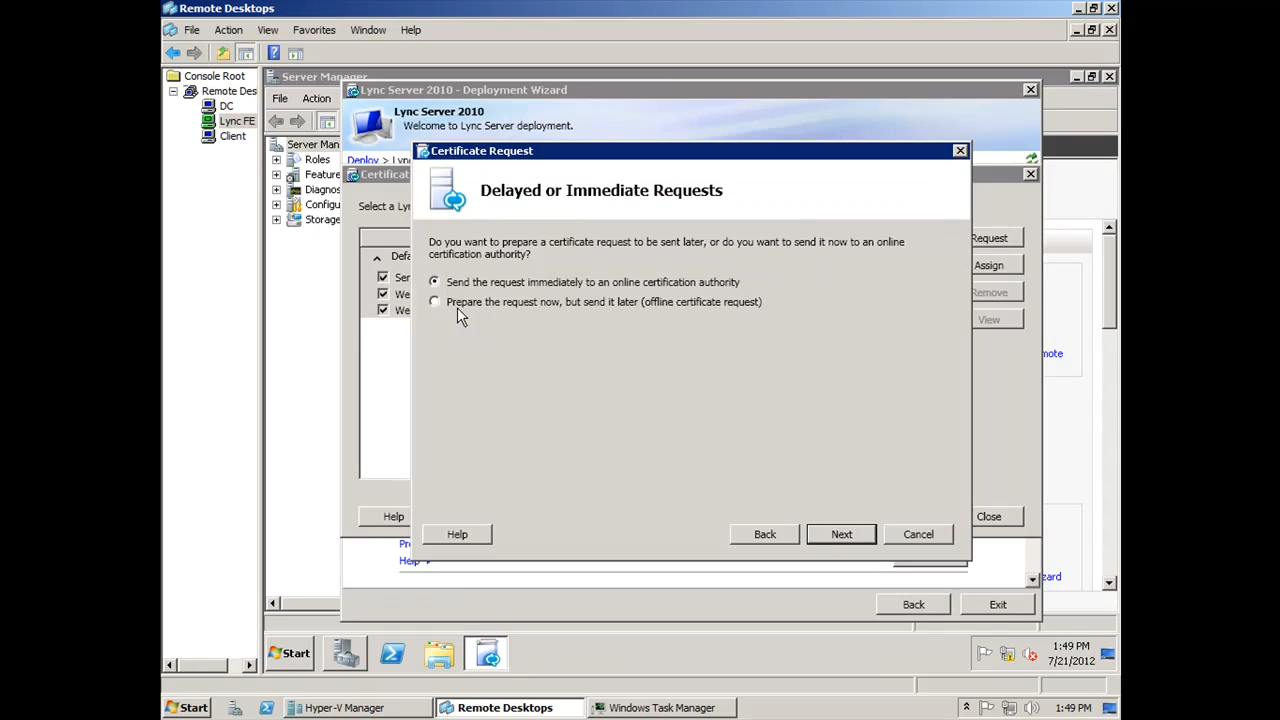 Remote Desktops
File Action View Favorites Window Help
Console Root
Remote Des
DC
Lync FE
Client
Server Manager
File Action
Server Man
Roles
Feature
Diagnos
Configu
Storage
Lync Server 2010 - Deployment Wizard
Lync Server 2010
Welcome to Lync Server deployment.
Deploy > Lyn
Certificat
Select a Lyn
Defa
Ser
We
We
Certificate Request
Delayed or Immediate Requests
Do you want to prepare a certificate request to be sent later, or do you want to send it now to an online
certification authority?
Send the request immediately to an online certification authority
Prepare the request now, but send it later (offline certificate request)
Help Back Next Cancel
Request
Assign
Remove
View
mote
Help Close
Pr
Help
zard
Back Exit
Start
1:49 PM
7/21/2012
Start Hyper-V Manager Remote Desktops Windows Task Manager 1:49 PM